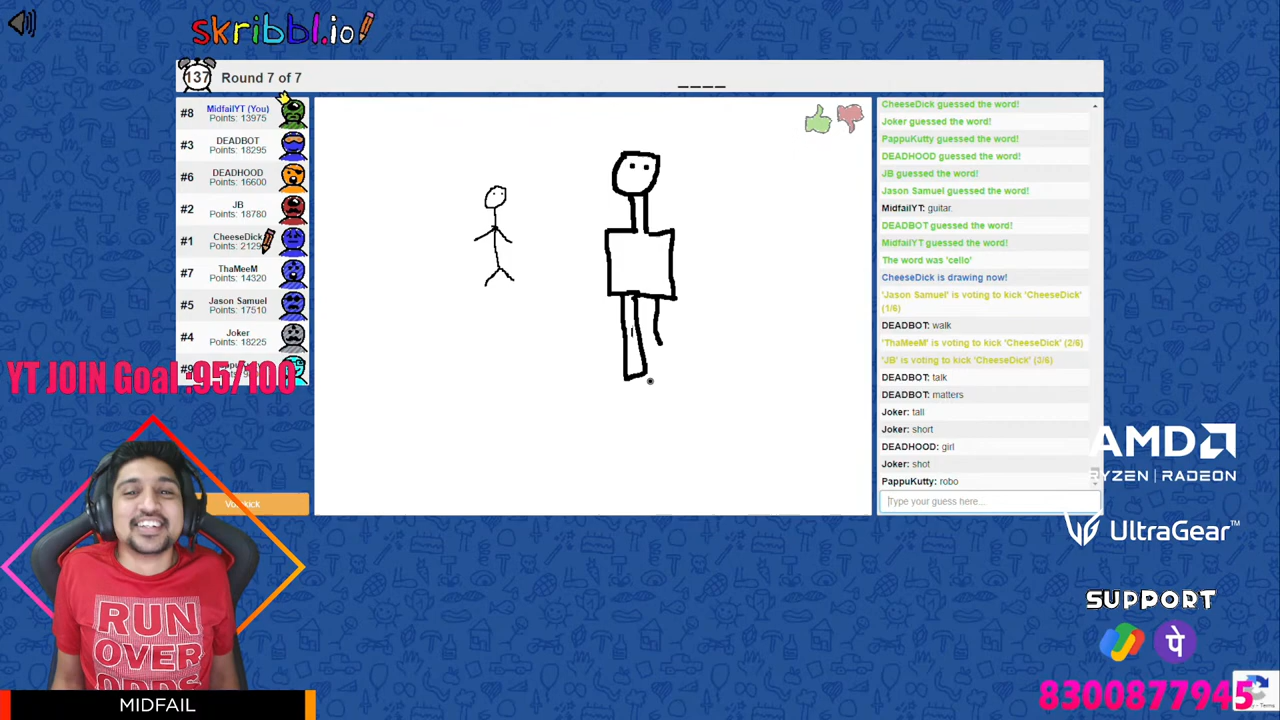 skribbl.io
137
Round 7 of 7
____
#8
MidfailYT (You)
Points: 13975
#3
DEADBOT
Points: 18295
#6
DEADHOOD
Points: 16600
#2
JB
Points: 18780
#1
CheeseDick
Points: 2129
#7
ThaMeeM
Points: 14320
#5
Jason Samuel
Points: 17510
#4
Joker
Points: 18225
#9
YT JOIN Goal .95/100
CheeseDick guessed the word!
Joker guessed the word!
PappuKutty guessed the word!
DEADHOOD guessed the word!
JB guessed the word!
Jason Samuel guessed the word!
MidfailYT: guitar
DEADBOT guessed the word!
MidfailYT guessed the word!
The word was 'cello'
CheeseDick is drawing now!
'Jason Samuel' is voting to kick 'CheeseDick'
(1/6)
DEADBOT: walk
'ThaMeeM' is voting to kick 'CheeseDick' (2/6)
'JB' is voting to kick 'CheeseDick' (3/6)
DEADBOT: talk
DEADBOT: matters
Joker: tall
Joker: short
DEADHOOD: girl
Joker: shot
PappuKutty: robo
Type your guess here...
AMD
RYZEN | RADEON
UltraGear™
SUPPORT
पे
8300877945
RUN
OVER
MIDFAIL